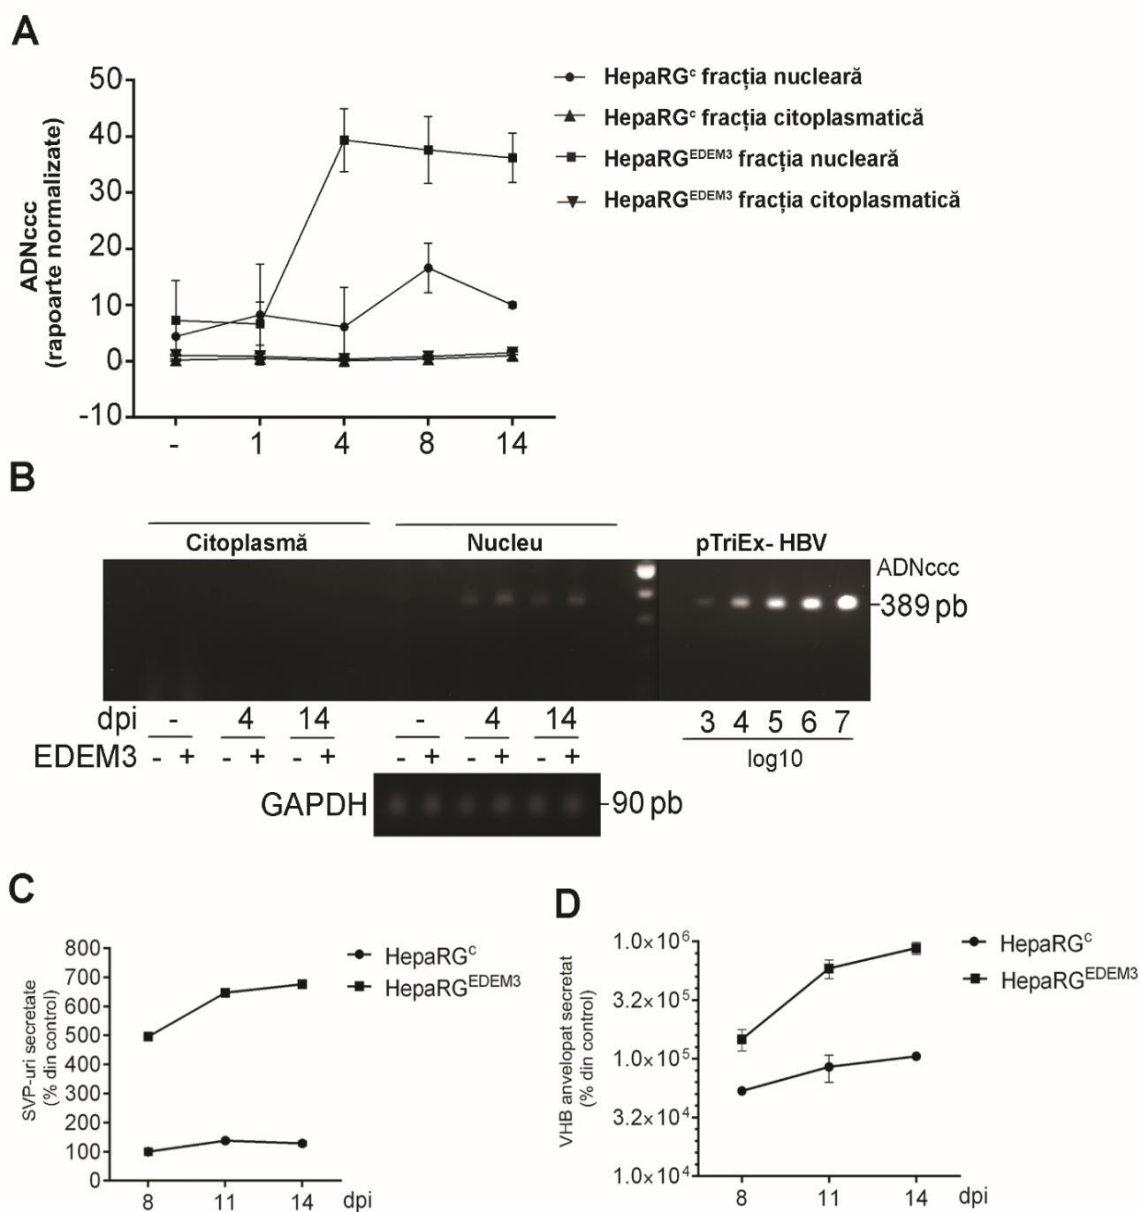 A
ADNccc
(rapoarte normalizate)
50
40
30
20
10
0
-10
- 1 4 8 14
HepaRGᶜ fracția nucleară
HepaRGᶜ fracția citoplasmatică
HepaRGᴱᴰᴱᴹ³ fracția nucleară
HepaRGᴱᴰᴱᴹ³ fracția citoplasmatică
B
Citoplasmă Nucleu pTriEx- HBV
ADNccc
389 pb
dpi - 4 14 - 4 14 3 4 5 6 7
EDEM3 - + - + - + - + - + - + log10
GAPDH 90 pb
C
SVP-uri secretate
(% din control)
800
700
600
500
400
300
200
100
0
8 11 14 dpi
HepaRGᶜ
HepaRGᴱᴰᴱᴹ³
D
VHB anvelopat secretat
(% din control)
1.0×10⁶
3.2×10⁵
1.0×10⁵
3.2×10⁴
1.0×10⁴
8 11 14 dpi
HepaRGᶜ
HepaRGᴱᴰᴱᴹ³